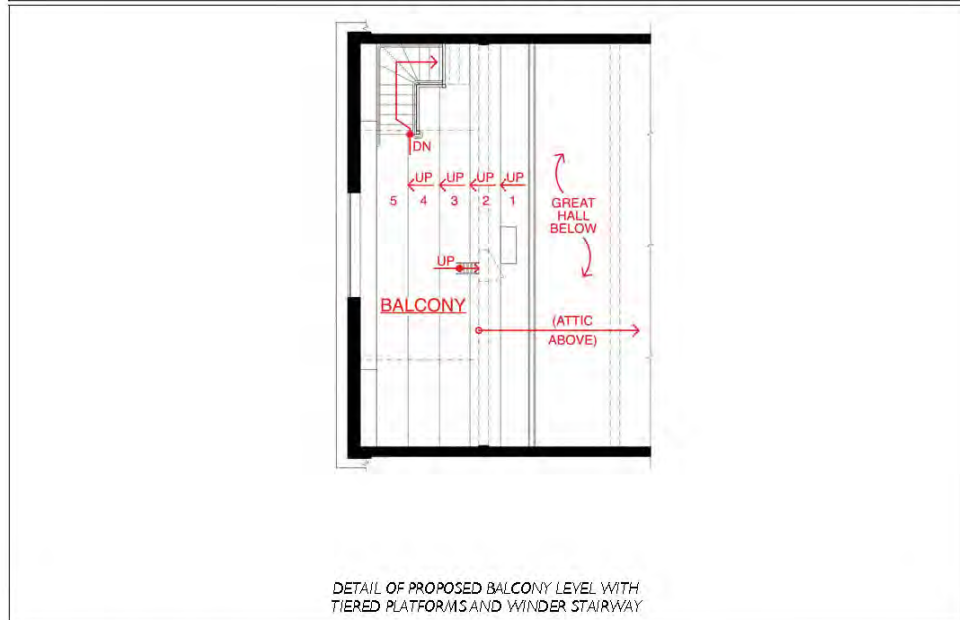 DN
UP UP UP UP
5 4 3 2 1
GREAT
HALL
BELOW
UP
BALCONY
(ATTIC
ABOVE)
DETAIL OF PROPOSED BALCONY LEVEL WITH
TIERED PLATFORMS AND WINDER STAIRWAY